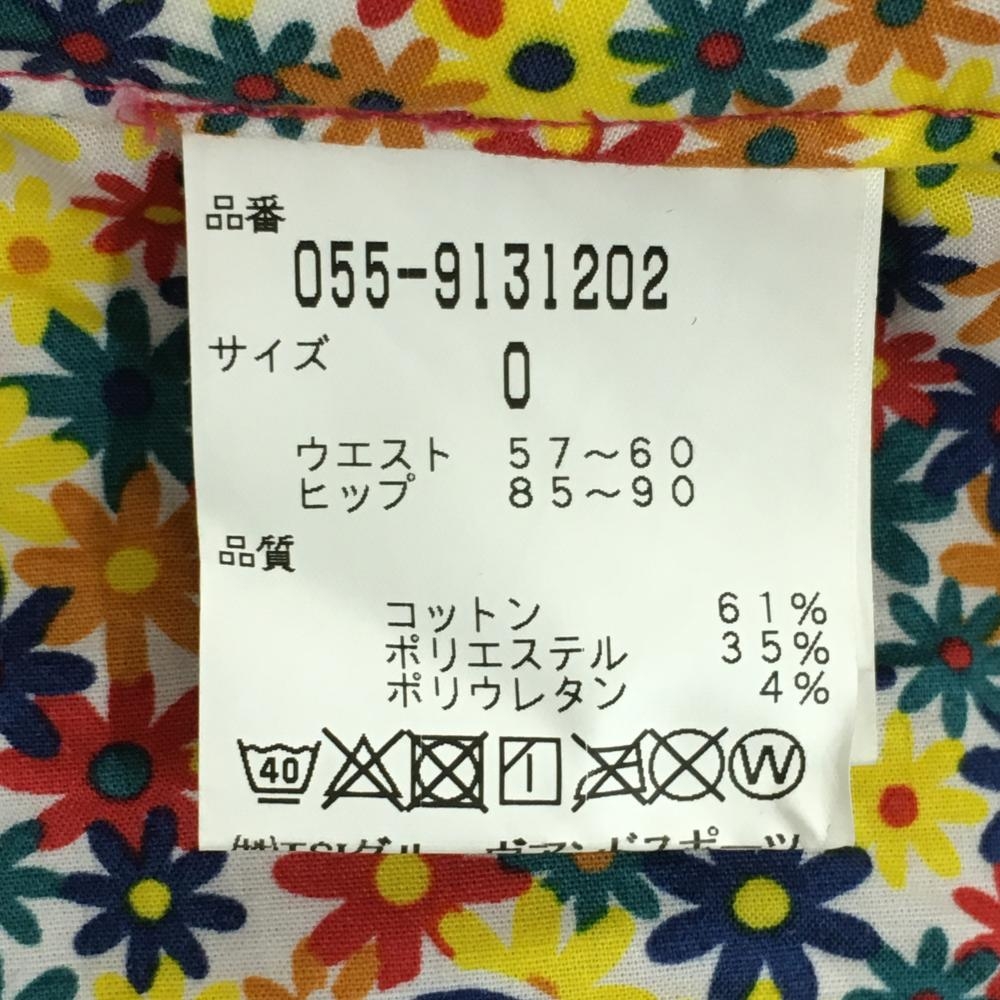 品番
055-9131202
サイズ
0
ウエスト 57~60
ヒップ 85~90
品質
コットン 61%
ポリエステル 35%
ポリウレタン 4%
40 W